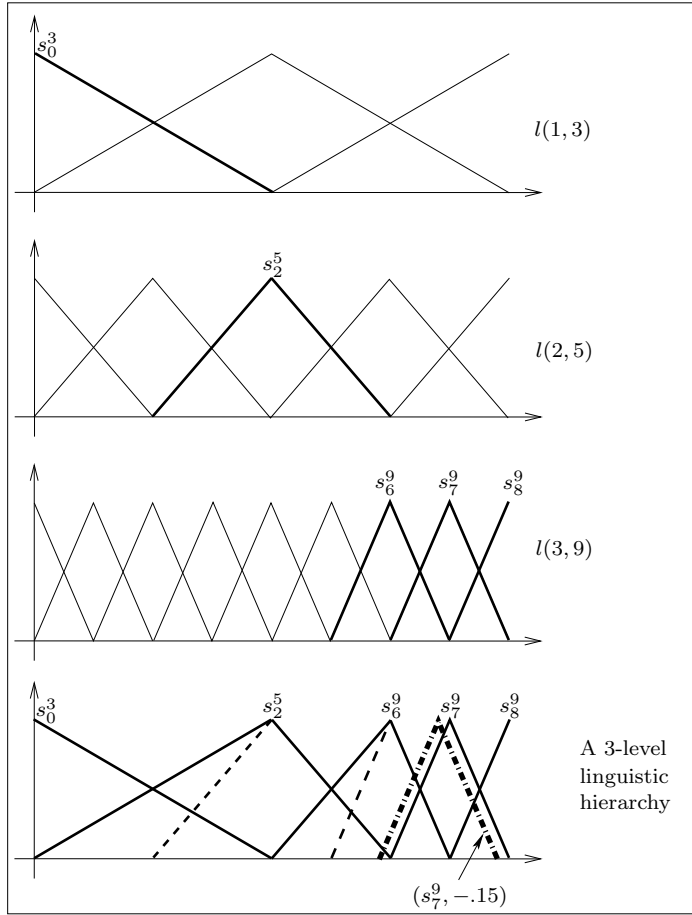 $s_0^3$
$l(1, 3)$
$s_2^5$
$l(2, 5)$
$s_6^9$ $s_7^9$ $s_8^9$
$l(3, 9)$
$s_0^3$ $s_2^5$ $s_6^9$ $s_7^9$ $s_8^9$
A 3-level
linguistic
hierarchy
$(s_7^9, -.15)$